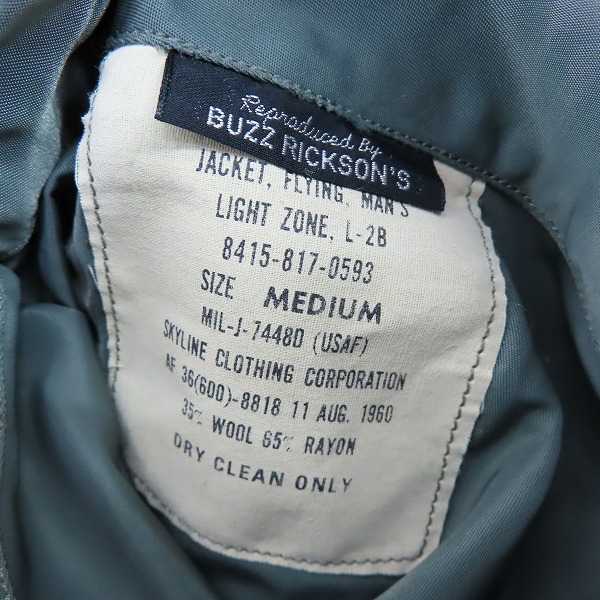 Reproduced By
BUZZ RICKSON'S
JACKET, FLYING, MAN'S
LIGHT ZONE, L-2B
8415-817-0593
SIZE MEDIUM
MIL-J-7448D (USAF)
SKYLINE CLOTHING CORPORATION
AF 36(600)-8818 11 AUG. 1960
35% WOOL 65% RAYON
DRY CLEAN ONLY